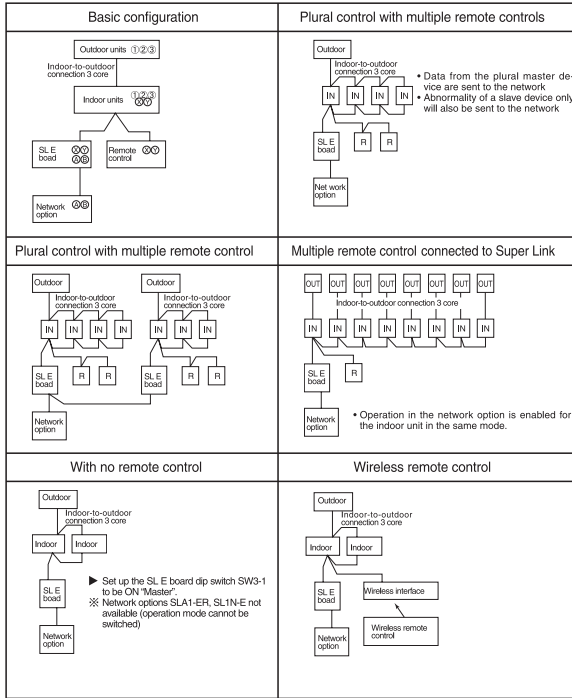 Basic configuration
Outdoor units ①②③
Indoor-to-outdoor
connection 3 core
Indoor units ①②③
ⓍⓎ
SL E
boad
ⓍⓎ
ⒶⒷ
Remote
control
ⓍⓎ
Network
option
ⒶⒷ
Plural control with multiple remote controls
Outdoor
Indoor-to-outdoor
connection 3 core
IN IN IN IN
SL E
boad
R R
Net work
option
• Data from the plural master de-
vice are sent to the network
• Abnormality of a slave device only
will also be sent to the network
Plural control with multiple remote control
Outdoor Outdoor
Indoor-to-outdoor
connection 3 core
Indoor-to-outdoor
connection 3 core
IN IN IN IN IN IN IN IN
SL E
boad
R R
SL E
boad
R R
Network
option
Multiple remote control connected to Super Link
OUT OUT OUT OUT OUT OUT OUT OUT
Indoor-to-outdoor connection 3 core
IN IN IN IN IN IN IN IN
SL E
boad
R
Network
option
• Operation in the network option is enabled for
the indoor unit in the same mode.
With no remote control
Outdoor
Indoor-to-outdoor
connection 3 core
Indoor Indoor
SL E
boad
Network
option
▶ Set up the SL E board dip switch SW3-1
to be ON “Master”.
※ Network options SLA1-ER, SL1N-E not
available (operation mode cannot be
switched)
Wireless remote control
Outdoor
Indoor-to-outdoor
connection 3 core
Indoor Indoor
SL E
boad
Wireless interface
Network
option
Wireless remote
control